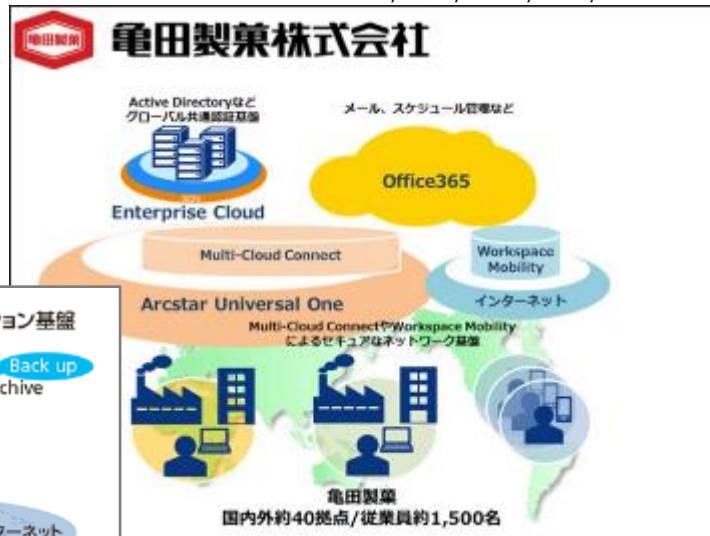 亀田製菓
亀田製菓株式会社
Active Directoryなど
グローバル共通認証基盤
メール、スケジュール管理など
Office365
Enterprise Cloud
Multi-Cloud Connect
Workspace
Mobility
Arcstar Universal One
インターネット
Multi-Cloud ConnectやWorkspace Mobility
によるセキュアなネットワーク基盤
ション基盤
Back up
chive
ターネット
亀田製菓
国内外約40拠点/従業員約1,500名